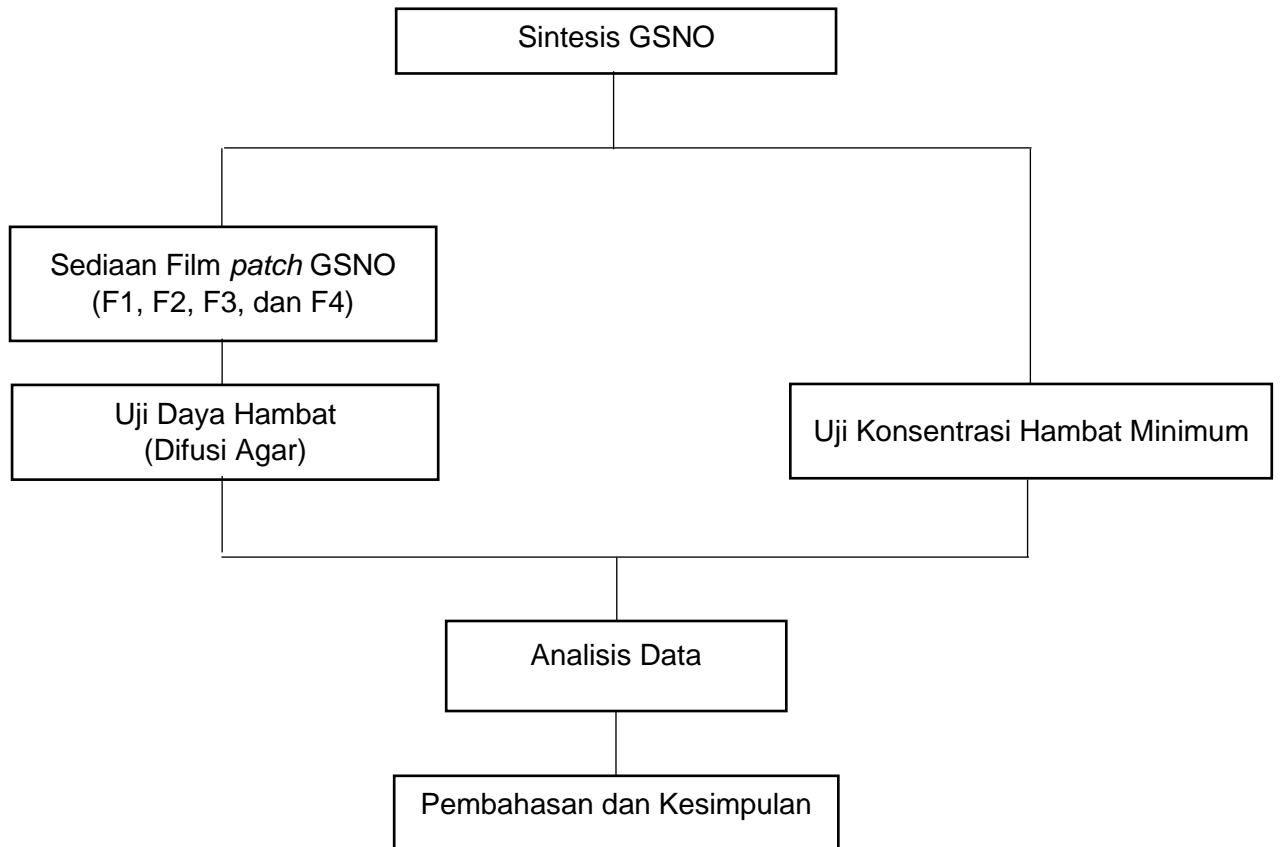 Sintesis GSNO
Sediaan Film patch GSNO
(F1, F2, F3, dan F4)
Uji Daya Hambat
(Difusi Agar)
Uji Konsentrasi Hambat Minimum
Analisis Data
Pembahasan dan Kesimpulan